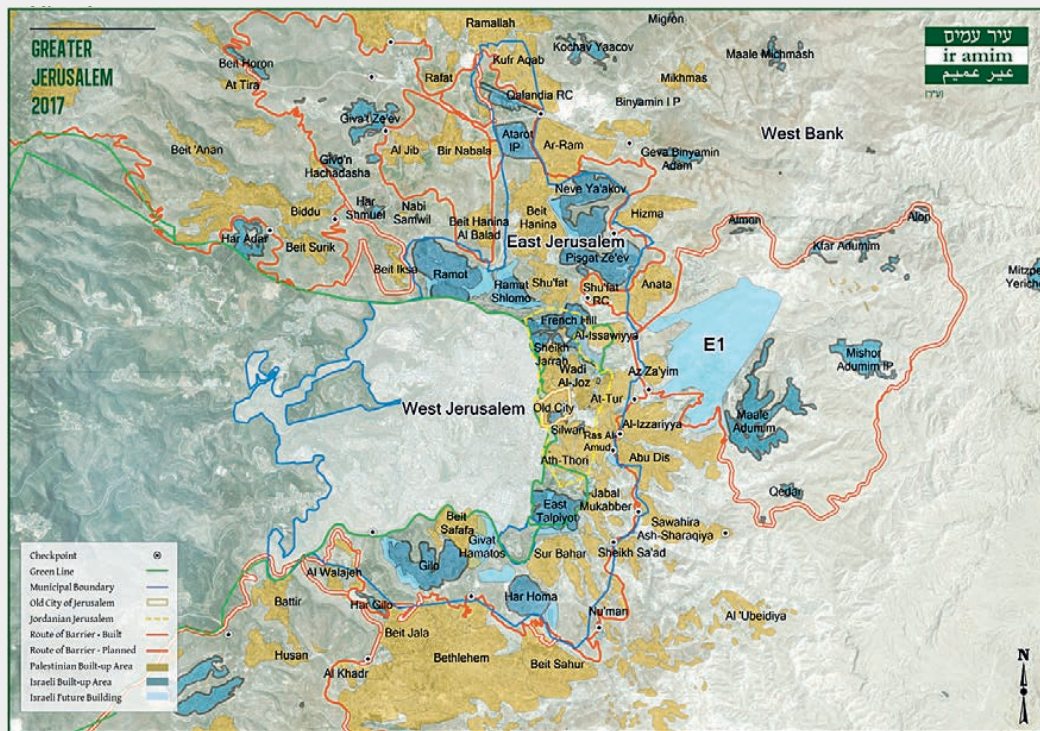 GREATER
JERUSALEM
2017
עיר עמים
ir amim
عير عميم
Ramallah
Migron
Beit Horon
At Tira
Rafat
Kufr Aqab
Kochav Yaacov
Maale Michmash
Mikhmas
Qalandia RC
Binyamin I P
Giva't Ze'ev
Atarot
IP
West Bank
Beit 'Anan
Al Jib
Bir Nabala
Ar-Ram
Geva Binyamin
Adam
Givo'n
Hachadasha
Neve Ya'akov
Biddu
Har
Shmuel
Nabi
Samwil
Beit Hanina
Al Balad
Beit
Hanina
Hizma
Almon
Alon
Har Adar
Beit Surik
East Jerusalem
Kfar Adumim
Pisgat Ze'ev
Beit Iksa
Ramot
Ramat
Shlomo
Shu'fat
Shu'fat
RC
Anata
Mitzpe
Yericho
French Hill
Al-Issawiyya
E1
Sheikh
Jarrah
Wadi
Al-Joz
Az Za'yim
Mishor
Adumim IP
West Jerusalem
Old City
At-Tur
Maale
Adumim
Silwan
Ras Al-
Amud
Al-Izzariyya
Ath-Thori
Abu Dis
East
Talpiyot
Jabal
Mukabber
Qedar
Beit
Safafa
Givat
Hamatos
Sawahira
Ash-Sharaqiya
Sur Bahar
Sheikh Sa'ad
Al Walajeh
Gilo
Har Homa
Battir
Har Gilo
Nu'man
Al 'Ubeidiya
Beit Jala
Husan
Bethlehem
Beit Sahur
Al Khadr
Checkpoint
Green Line
Municipal Boundary
Old City of Jerusalem
Jordanian Jerusalem
Route of Barrier - Built
Route of Barrier - Planned
Palestinian Built-up Area
Israeli Built-up Area
Israeli Future Building
N